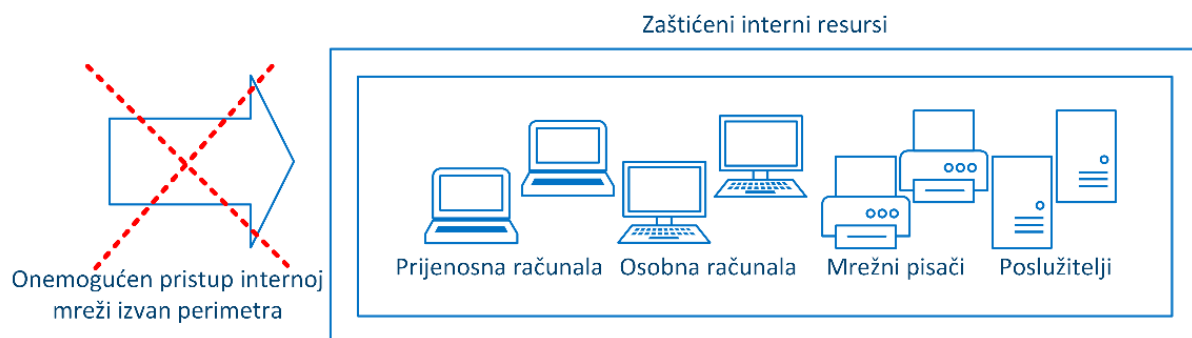 Zaštićeni interni resursi
Onemogućen pristup internoj
mreži izvan perimetra
Prijenosna računala
Osobna računala
Mrežni pisači
Poslužitelji